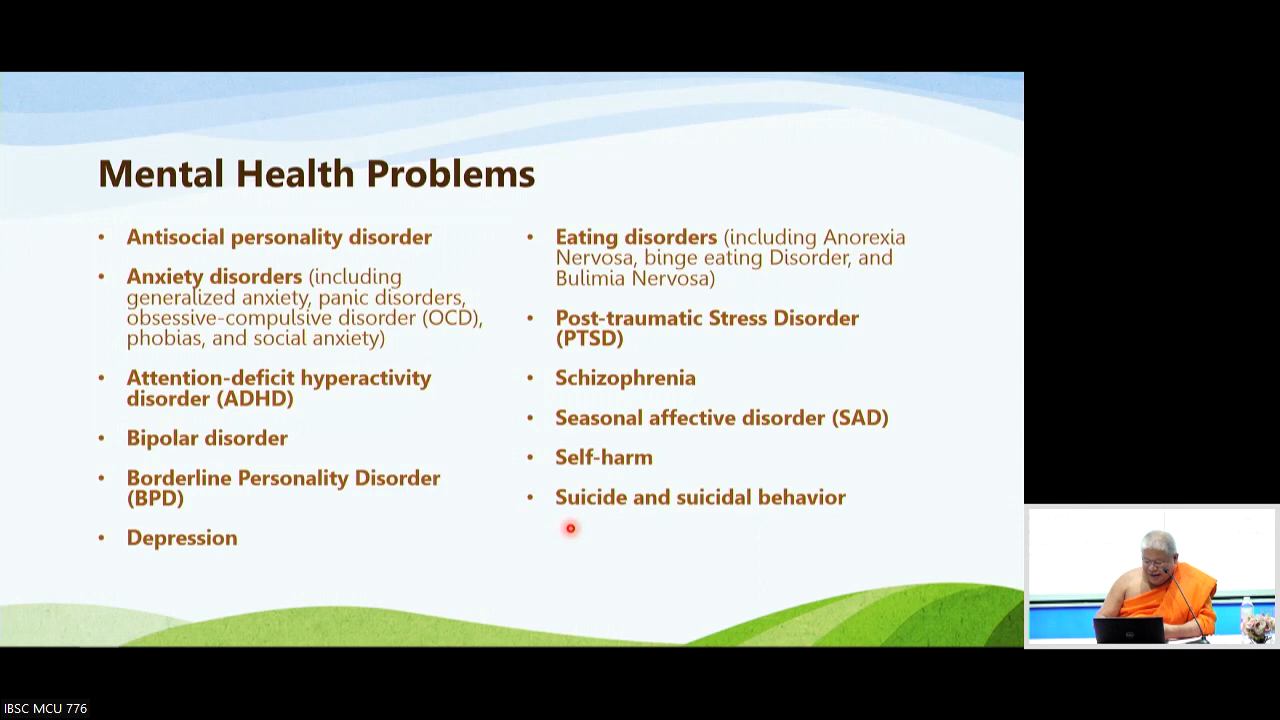 Mental Health Problems
• Antisocial personality disorder
• Anxiety disorders (including
generalized anxiety, panic disorders,
obsessive-compulsive disorder (OCD),
phobias, and social anxiety)
• Attention-deficit hyperactivity
disorder (ADHD)
• Bipolar disorder
• Borderline Personality Disorder
(BPD)
• Depression
• Eating disorders (including Anorexia
Nervosa, binge eating Disorder, and
Bulimia Nervosa)
• Post-traumatic Stress Disorder
(PTSD)
• Schizophrenia
• Seasonal affective disorder (SAD)
• Self-harm
• Suicide and suicidal behavior
IBSC MCU 776